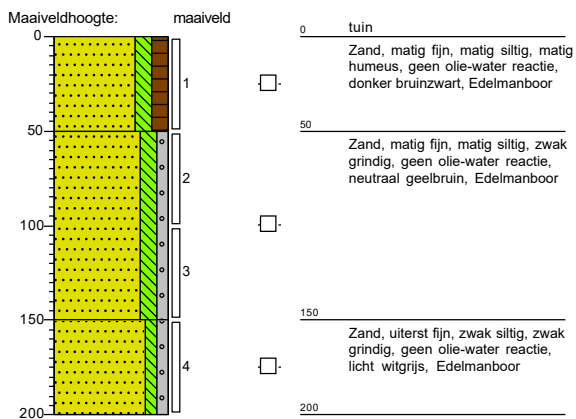 Maaiveldhoogte: maaiveld
0
50
100
150
200
1
2
3
4
0 tuin
Zand, matig fijn, matig siltig, matig
humeus, geen olie-water reactie,
donker bruinzwart, Edelmanboor
50
Zand, matig fijn, matig siltig, zwak
grindig, geen olie-water reactie,
neutraal geelbruin, Edelmanboor
150
Zand, uiterst fijn, zwak siltig, zwak
grindig, geen olie-water reactie,
licht witgrijs, Edelmanboor
200